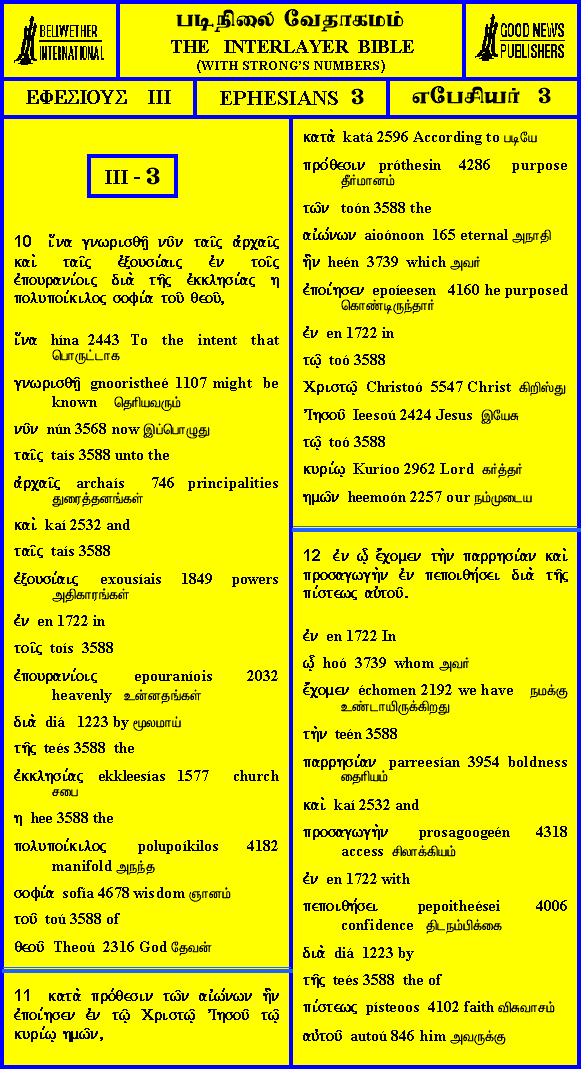 BELLWETHER
INTERNATIONAL
படிநிலை வேதாகமம்
THE INTERLAYER BIBLE
(WITH STRONG'S NUMBERS)
GOOD NEWS
PUBLISHERS
ΕΦΕΣΙΟΥΣ III
EPHESIANS 3
எபேசியர் 3
III - 3
10 ἵνα γνωρισθῇ νῦν ταῖς ἀρχαῖς
καὶ ταῖς ἐξουσίαις ἐν τοῖς
ἐπουρανίοις διὰ τῆς ἐκκλησίας η
πολυποίκιλος σοφία τοῦ θεοῦ,
ἵνα hína 2443 To the intent that
பொருட்டாக
γνωρισθῇ gnooristheé 1107 might be
known தெரியவரும்
νῦν nún 3568 now இப்பொழுது
ταῖς taís 3588 unto the
ἀρχαῖς archaís 746 principalities
துரைத்தனங்கள்
καὶ kaí 2532 and
ταῖς taís 3588
ἐξουσίαις exousíais 1849 powers
அதிகாரங்கள்
ἐν en 1722 in
τοῖς toís 3588
ἐπουρανίοις epouraníois 2032
heavenly உன்னதங்கள்
διὰ diá 1223 by மூலமாய்
τῆς teés 3588 the
ἐκκλησίας ekkleesías 1577 church
சபை
η hee 3588 the
πολυποίκιλος polupoíkilos 4182
manifold அநந்த
σοφία sofía 4678 wisdom ஞானம்
τοῦ toú 3588 of
θεοῦ Theoú 2316 God தேவன்
11 κατὰ πρόθεσιν τῶν αἰώνων ἣν
ἐποίησεν ἐν τῷ Χριστῷ Ἰησοῦ τῷ
κυρίῳ ημῶν,
κατὰ katá 2596 According to படியே
πρόθεσιν próthesin 4286 purpose
தீர்மானம்
τῶν toón 3588 the
αἰώνων aioónoon 165 eternal அநாதி
ἣν heén 3739 which அவர்
ἐποίησεν epoíeesen 4160 he purposed
கொண்டிருந்தார்
ἐν en 1722 in
τῷ toó 3588
Χριστῷ Christoó 5547 Christ கிறிஸ்து
Ἰησοῦ Ieesoú 2424 Jesus இயேசு
τῷ toó 3588
κυρίῳ Kuríoo 2962 Lord கர்த்தர்
ημῶν heemoón 2257 our நம்முடைய
12 ἐν ᾧ ἔχομεν τὴν παρρησίαν καὶ
προσαγωγὴν ἐν πεποιθήσει διὰ τῆς
πίστεως αὐτοῦ.
ἐν en 1722 In
ᾧ hoó 3739 whom அவர்
ἔχομεν échomen 2192 we have நமக்கு
உண்டாயிருக்கிறது
τὴν teén 3588
παρρησίαν parreesían 3954 boldness
தைரியம்
καὶ kaí 2532 and
προσαγωγὴν prosagoogeén 4318
access சிலாக்கியம்
ἐν en 1722 with
πεποιθήσει pepoitheései 4006
confidence திடநம்பிக்கை
διὰ diá 1223 by
τῆς teés 3588 the of
πίστεως písteoos 4102 faith விசுவாசம்
αὐτοῦ autoú 846 him அவருக்கு